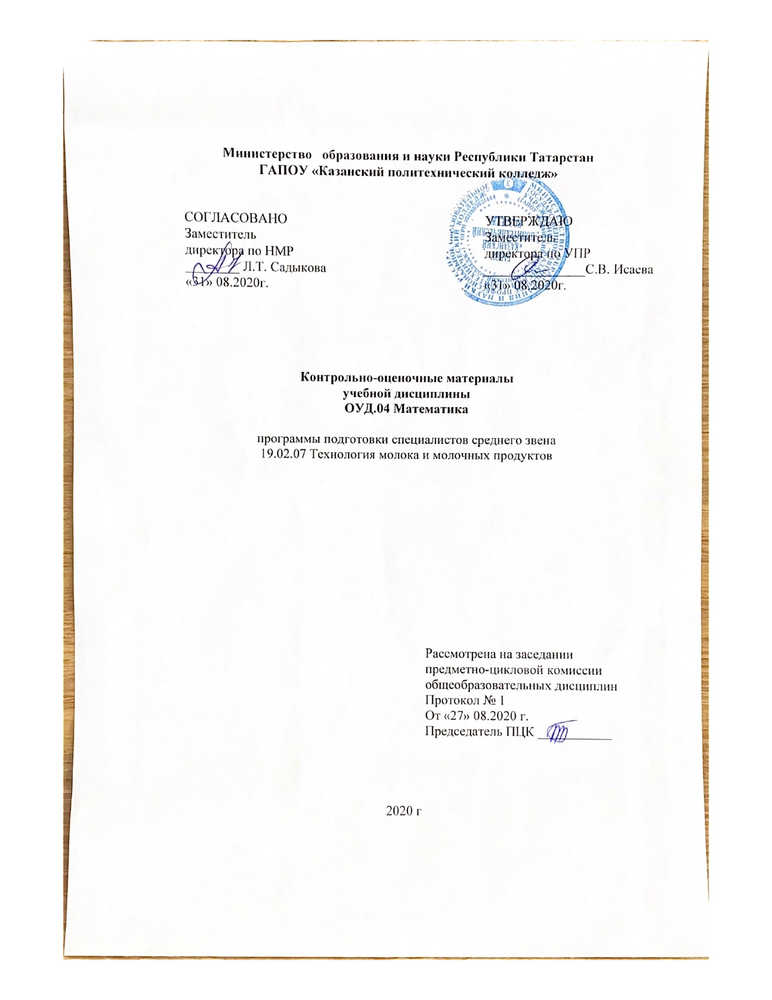 Министерство образования и науки Республики Татарстан
ГАПОУ «Казанский политехнический колледж»
СОГЛАСОВАНО
Заместитель
директора по НМР
________ Л.Т. Садыкова
«31» 08.2020г.
УТВЕРЖДАЮ
Заместитель
директора по УПР
_______________С.В. Исаева
«31» 08.2020г.
Контрольно-оценочные материалы
учебной дисциплины
ОУД.04 Математика
программы подготовки специалистов среднего звена
19.02.07 Технология молока и молочных продуктов
Рассмотрена на заседании
предметно-цикловой комиссии
общеобразовательных дисциплин
Протокол № 1
От «27» 08.2020 г.
Председатель ПЦК ___________
2020 г